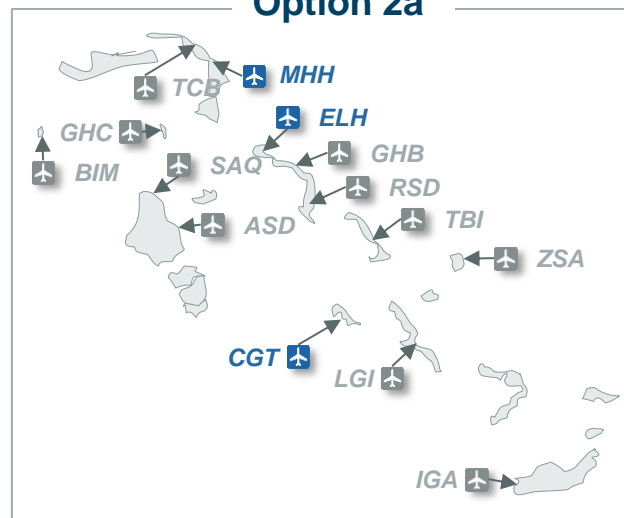 Option 2a
MHH
TCB
ELH
GHC
GHB
BIM
SAQ
RSD
TBI
ASD
ZSA
CGT
LGI
IGA